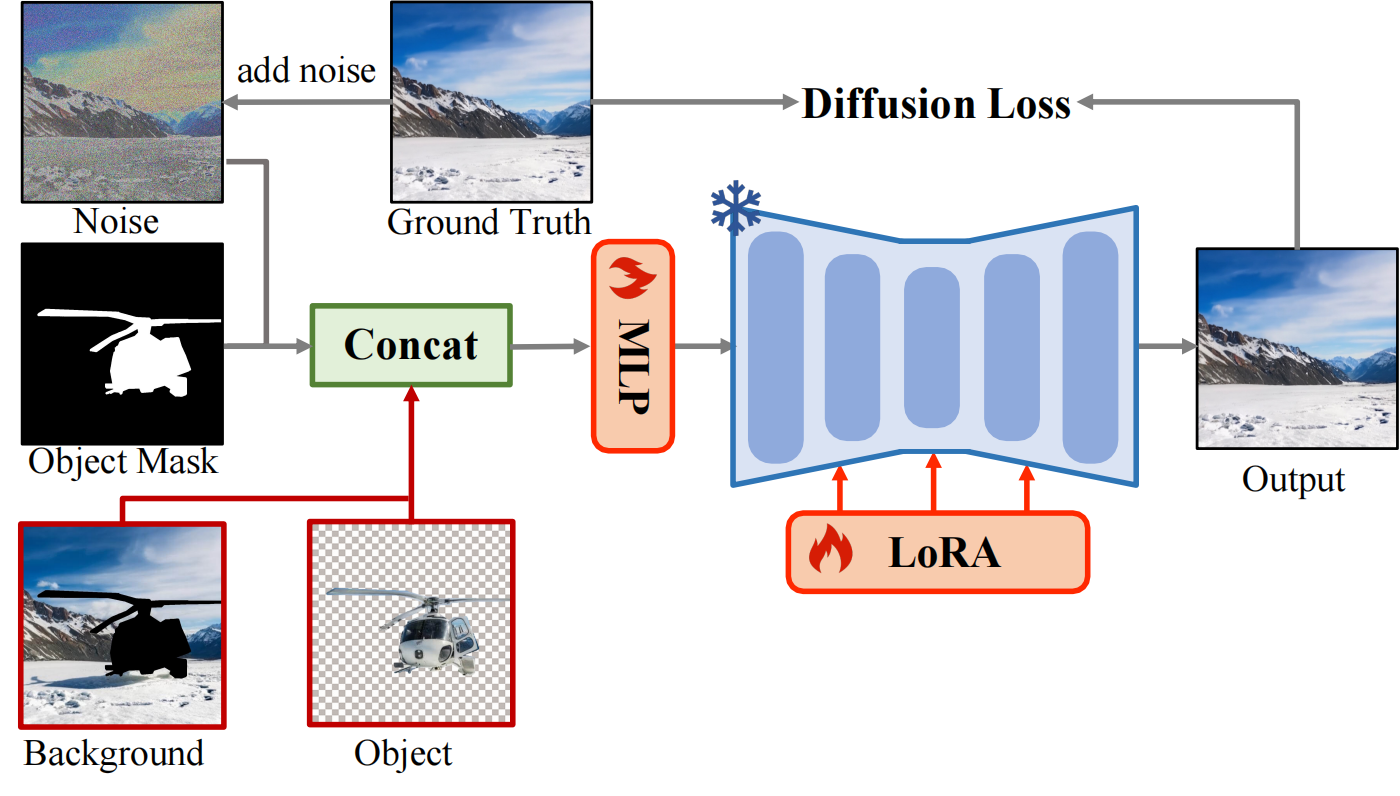 add noise
Diffusion Loss
Noise
Ground Truth
Concat
MLP
Object Mask
Output
LoRA
Background
Object